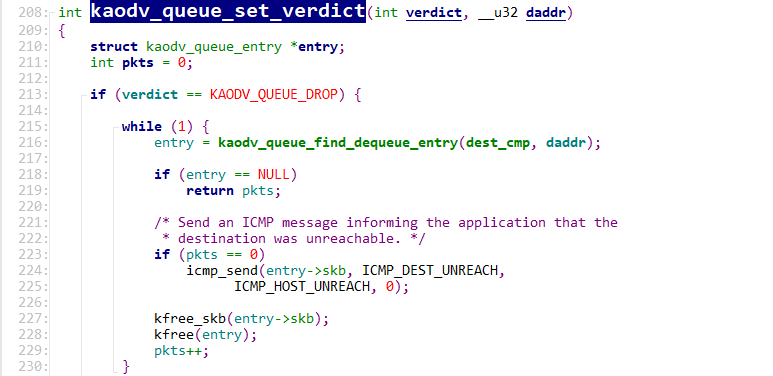 208: int kaodv_queue_set_verdict(int verdict, __u32 daddr)
209: {
210:     struct kaodv_queue_entry *entry;
211:     int pkts = 0;
212:
213:     if (verdict == KAODV_QUEUE_DROP) {
214:
215:         while (1) {
216:             entry = kaodv_queue_find_dequeue_entry(dest_cmp, daddr);
217:
218:             if (entry == NULL)
219:                 return pkts;
220:
221:             /* Send an ICMP message informing the application that the
222:              * destination was unreachable. */
223:             if (pkts == 0)
224:                 icmp_send(entry->skb, ICMP_DEST_UNREACH,
225:                       ICMP_HOST_UNREACH, 0);
226:
227:             kfree_skb(entry->skb);
228:             kfree(entry);
229:             pkts++;
230:         }